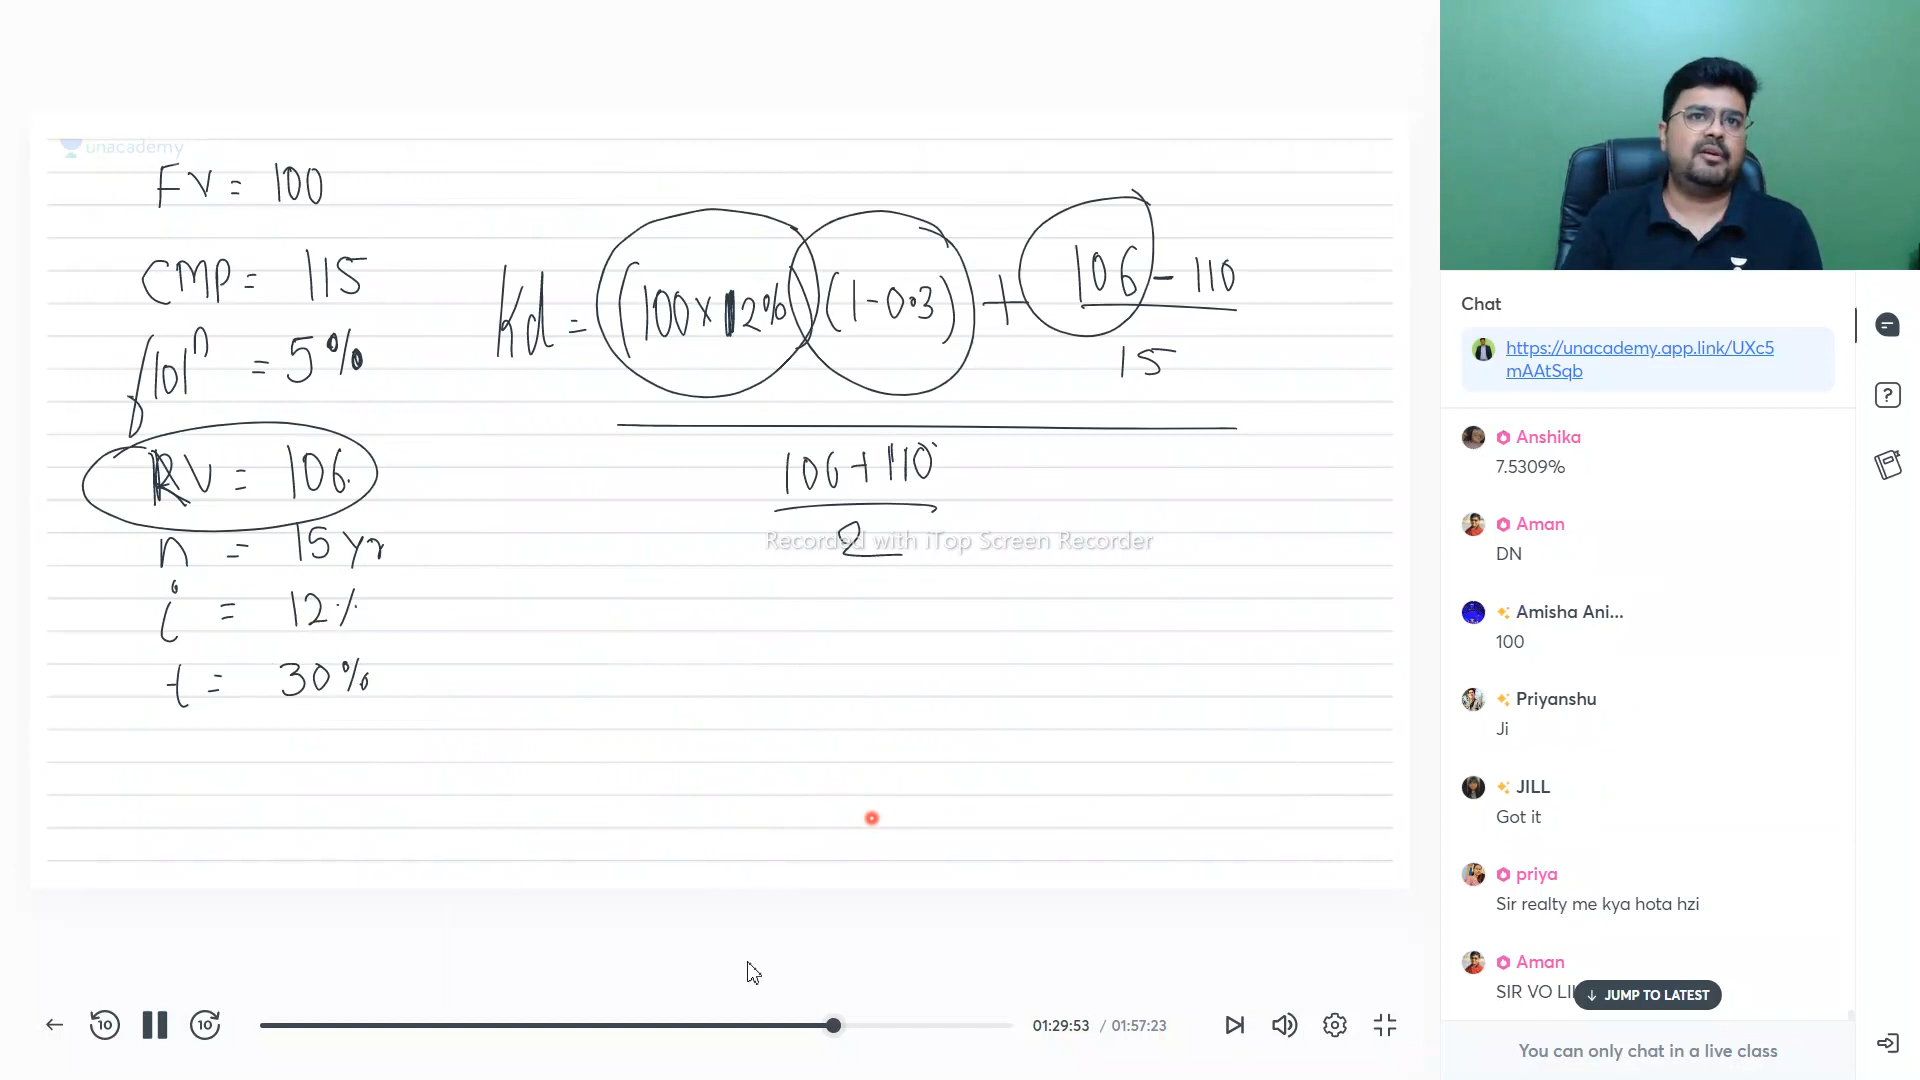 unacademy
FV = 100
CMP = 115
flotn = 5%
RV = 106
n = 15 yr
i = 12%
t = 30%
Kd = (100 x 12%) (1-0.3) + 106 - 110
15
106 + 110
2
Recorded with iTop Screen Recorder
10
10
01:29:53 / 01:57:23
Chat
https://unacademy.app.link/UXc5
mAAtSqb
Anshika
7.5309%
Aman
DN
Amisha Ani...
100
Priyanshu
Ji
JILL
Got it
priya
Sir realty me kya hota hzi
Aman
SIR VO
JUMP TO LATEST
You can only chat in a live class